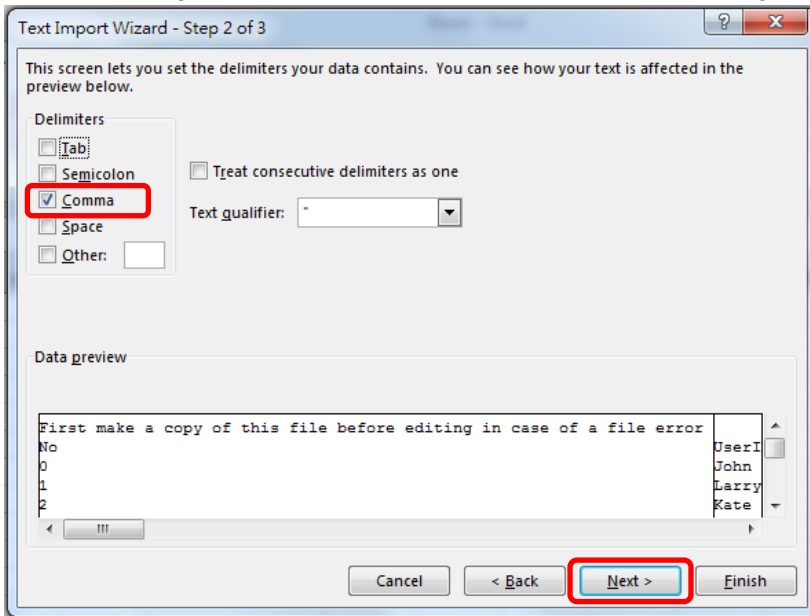 Text Import Wizard - Step 2 of 3
This screen lets you set the delimiters your data contains. You can see how your text is affected in the
preview below.
Delimiters
Tab
Semicolon
Comma
Space
Other:
Treat consecutive delimiters as one
Text qualifier: "
Data preview
First make a copy of this file before editing in case of a file error
No UserI
0 John
1 Larry
2 Kate
Cancel < Back Next > Finish